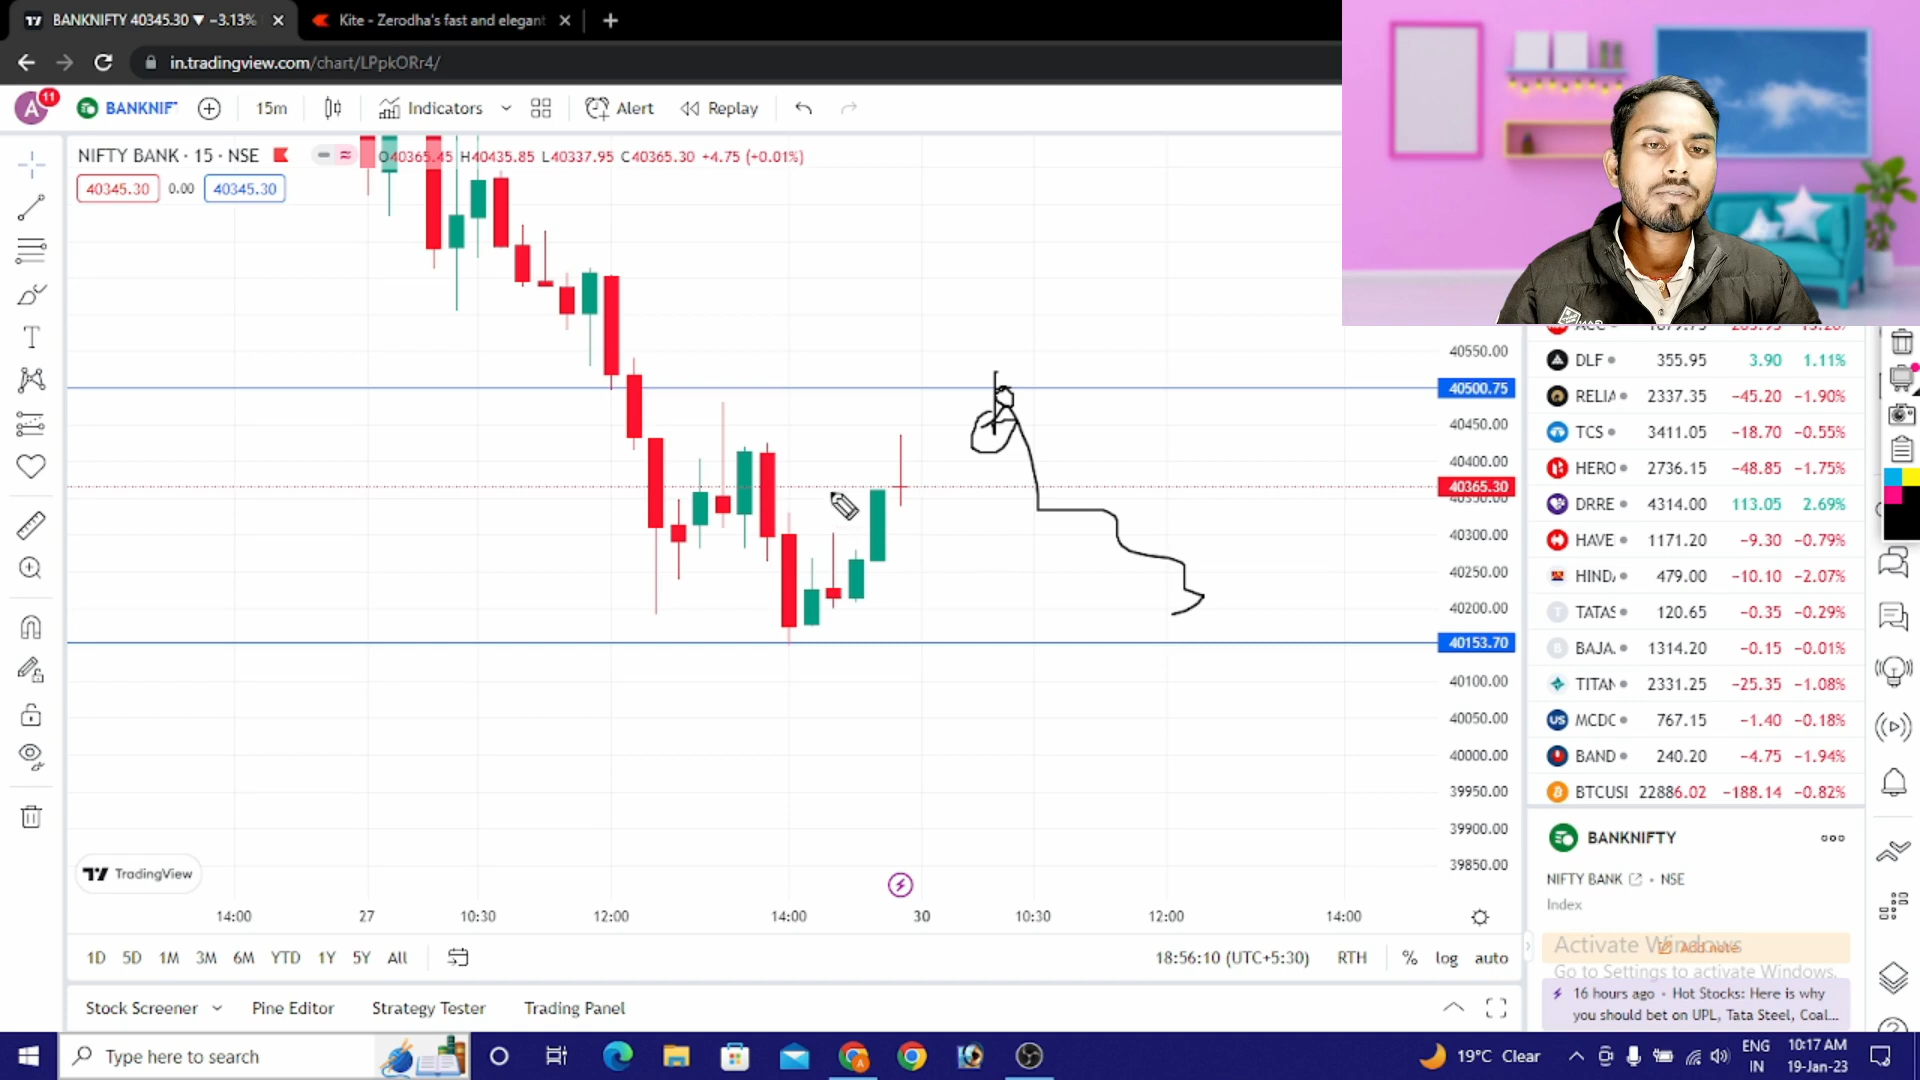 BANKNIFTY 40345.30 ▼ −3.13%
Kite - Zerodha's fast and elegant
in.tradingview.com/chart/LPpkORr4/
A 11 BANKNIF 15m Indicators Alert Replay
NIFTY BANK · 15 · NSE O40365.45 H40435.85 L40337.95 C40365.30 +4.75 (+0.01%)
40345.30 0.00 40345.30
40550.00
40500.75
40450.00
40400.00
40365.30
40350.00
40300.00
40250.00
40200.00
40153.70
40100.00
40050.00
40000.00
39950.00
39900.00
39850.00
DLF 355.95 3.90 1.11%
RELIA 2337.35 −45.20 −1.90%
TCS 3411.05 −18.70 −0.55%
HERO 2736.15 −48.85 −1.75%
DRRE 4314.00 113.05 2.69%
HAVE 1171.20 −9.30 −0.79%
HIND 479.00 −10.10 −2.07%
TATAS 120.65 −0.35 −0.29%
BAJA. 1314.20 −0.15 −0.01%
TITAN 2331.25 −25.35 −1.08%
MCDC 767.15 −1.40 −0.18%
BAND 240.20 −4.75 −1.94%
BTCUSI 22886.02 −188.14 −0.82%
BANKNIFTY
NIFTY BANK • NSE
Index
Activate Windows
Add note
Go to Settings to activate Windows.
16 hours ago • Hot Stocks: Here is why
you should bet on UPL, Tata Steel, Coal...
TradingView
14:00 27 10:30 12:00 14:00 30 10:30 12:00 14:00
1D 5D 1M 3M 6M YTD 1Y 5Y All 18:56:10 (UTC+5:30) RTH % log auto
Stock Screener Pine Editor Strategy Tester Trading Panel
Type here to search
19°C Clear
ENG
IN
10:17 AM
19-Jan-23